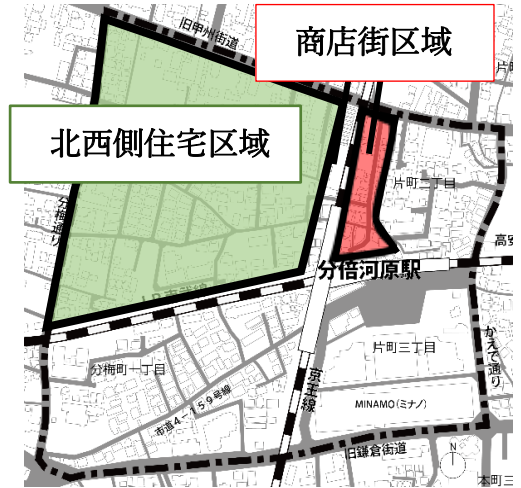 旧甲州街道
商店街区域
片町
北西側住宅区域
片町二丁目
分梅通り
高安
分倍河原駅
JR南武線
かえで通り
分梅町一丁目
片町三丁目
市道4-159号線
京王線
MINAMO(ミナノ)
旧鎌倉街道
N
本町三